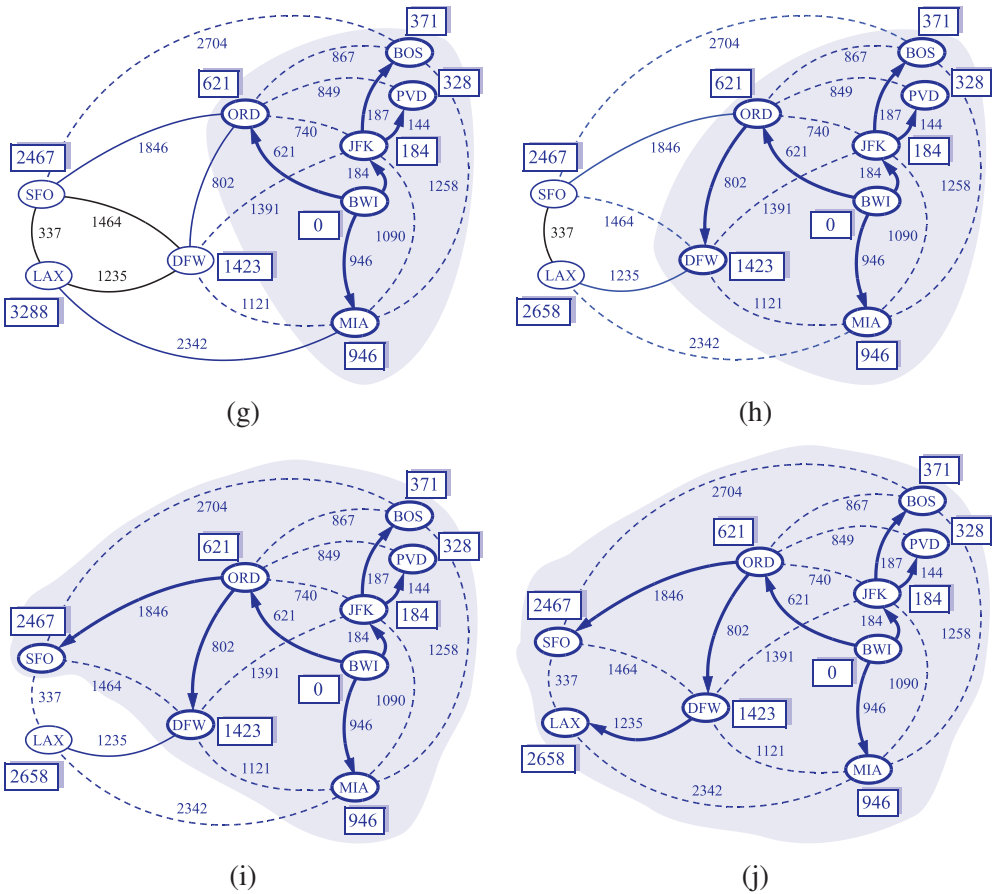 371
2704
BOS
867
328
621
849
PVD
ORD
187
144
740
JFK
2467
1846
621
184
184
1258
SFO
802
BWI
1464
1391
0
337
1090
DFW
1423
946
LAX
1235
1121
3288
MIA
2342
946
(g)
371
2704
BOS
867
328
621
849
PVD
ORD
187
144
740
JFK
2467
1846
621
184
184
1258
SFO
802
BWI
1464
1391
0
337
1090
DFW
1423
946
LAX
1235
1121
2658
MIA
2342
946
(h)
371
2704
BOS
867
328
621
849
PVD
ORD
187
144
740
JFK
2467
1846
621
184
184
1258
SFO
802
BWI
1464
1391
0
337
1090
DFW
1423
946
LAX
1235
1121
2658
MIA
2342
946
(i)
371
2704
BOS
867
328
621
849
PVD
ORD
187
144
740
JFK
2467
1846
621
184
184
1258
SFO
802
BWI
1464
1391
0
337
1090
DFW
1423
946
LAX
1235
1121
2658
MIA
2342
946
(j)